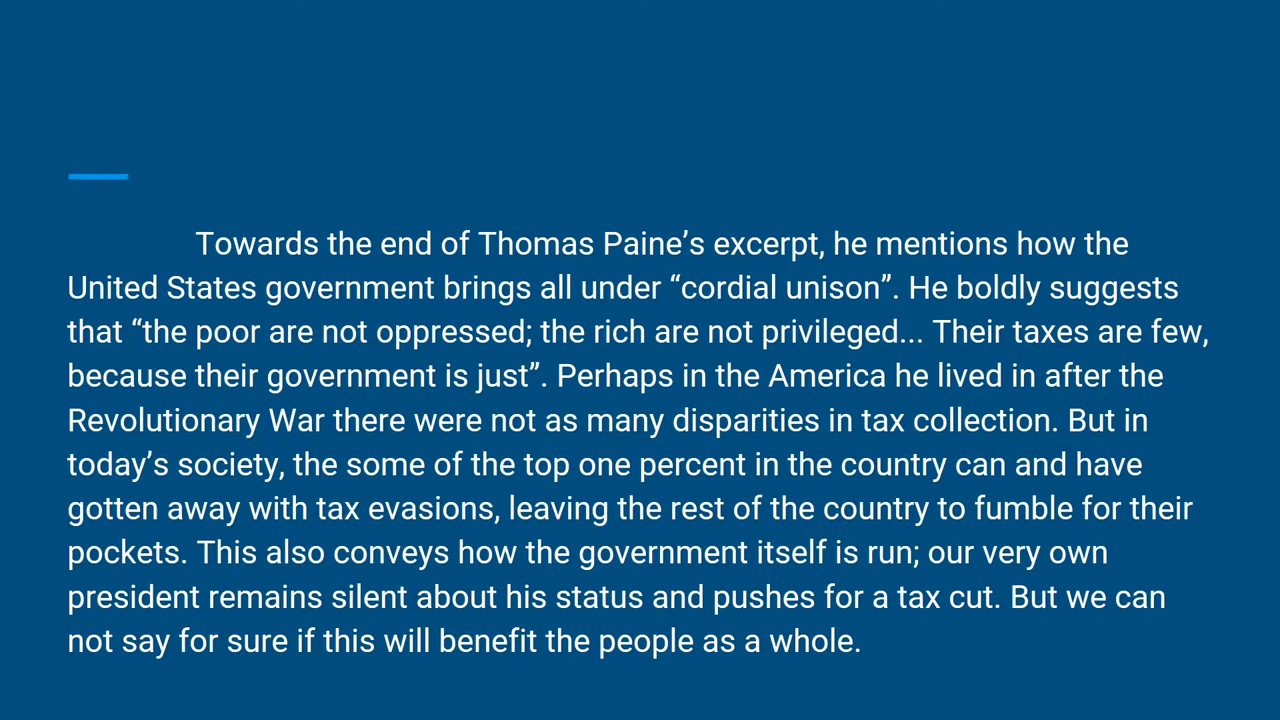 Towards the end of Thomas Paine’s excerpt, he mentions how the
United States government brings all under “cordial unison”. He boldly suggests
that “the poor are not oppressed; the rich are not privileged... Their taxes are few,
because their government is just”. Perhaps in the America he lived in after the
Revolutionary War there were not as many disparities in tax collection. But in
today’s society, the some of the top one percent in the country can and have
gotten away with tax evasions, leaving the rest of the country to fumble for their
pockets. This also conveys how the government itself is run; our very own
president remains silent about his status and pushes for a tax cut. But we can
not say for sure if this will benefit the people as a whole.